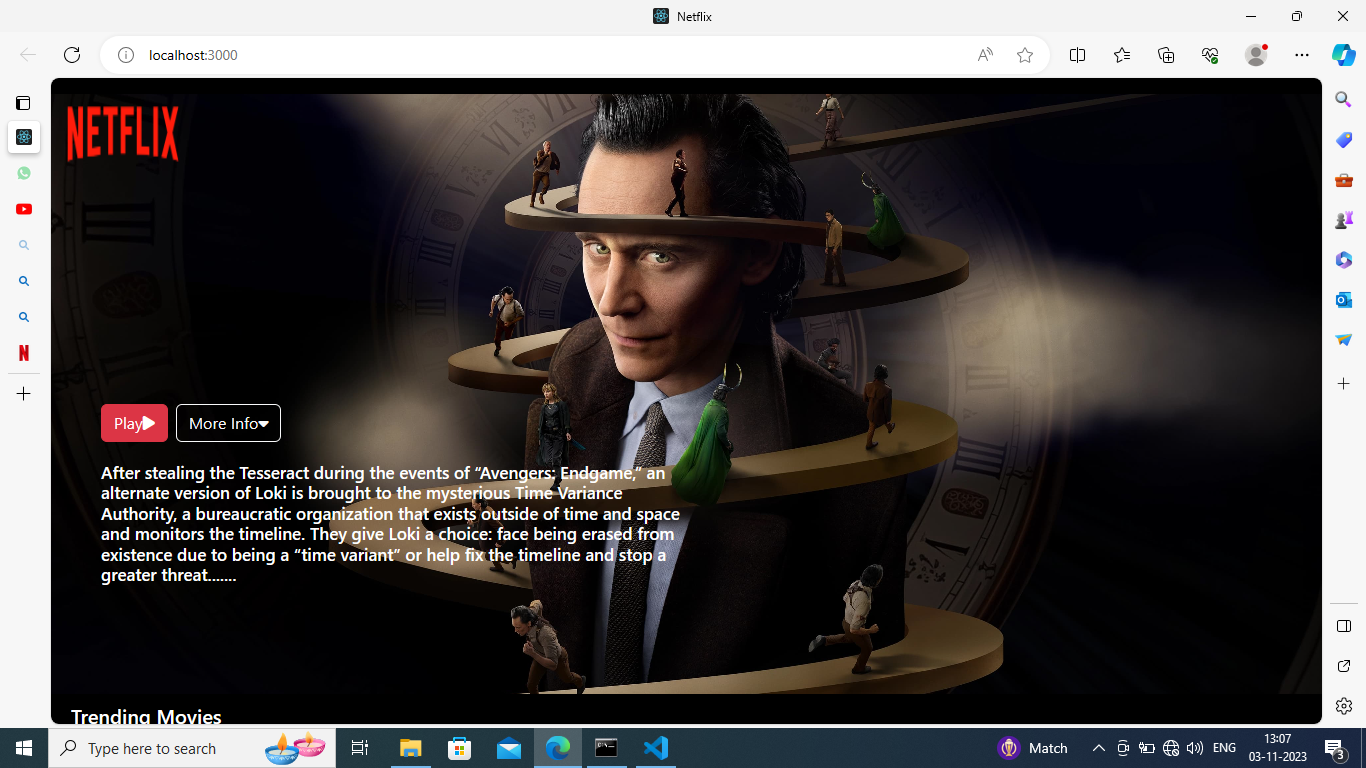 Netflix
localhost:3000
NETFLIX
Play
More Info
After stealing the Tesseract during the events of “Avengers: Endgame,” an
alternate version of Loki is brought to the mysterious Time Variance
Authority, a bureaucratic organization that exists outside of time and space
and monitors the timeline. They give Loki a choice: face being erased from
existence due to being a “time variant” or help fix the timeline and stop a
greater threat.......
Trending Movies
Type here to search
Match
ENG
13:07
03-11-2023
3